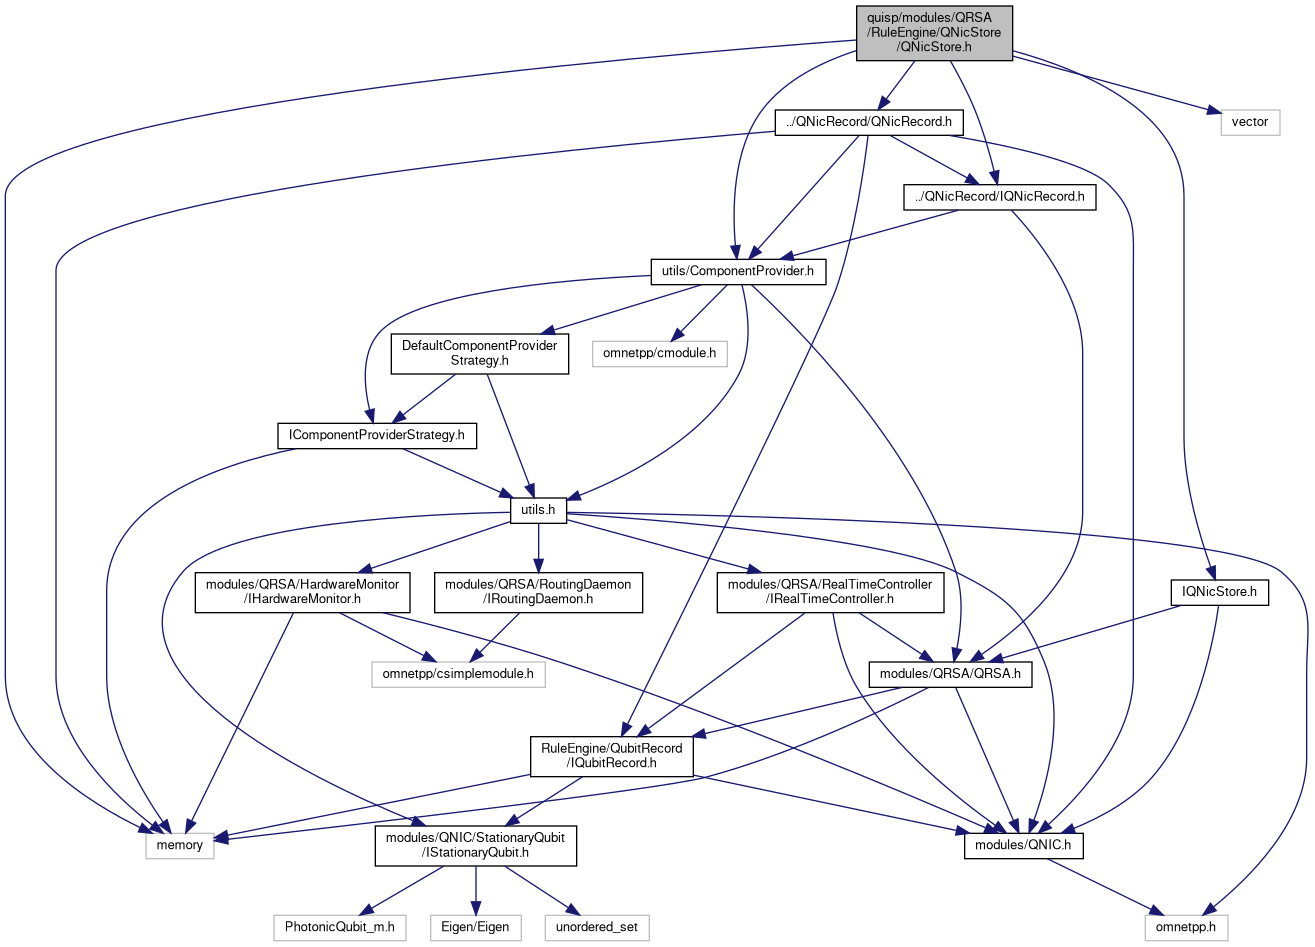 quisp/modules/QRSA
/RuleEngine/QNicStore
/QNicStore.h
../QNicRecord/QNicRecord.h
vector
../QNicRecord/IQNicRecord.h
utils/ComponentProvider.h
DefaultComponentProvider
Strategy.h
omnetpp/cmodule.h
IComponentProviderStrategy.h
utils.h
modules/QRSA/HardwareMonitor
/IHardwareMonitor.h
modules/QRSA/RoutingDaemon
/IRoutingDaemon.h
modules/QRSA/RealTimeController
/IRealTimeController.h
IQNicStore.h
omnetpp/csimplemodule.h
modules/QRSA/QRSA.h
RuleEngine/QubitRecord
/IQubitRecord.h
memory
modules/QNIC/StationaryQubit
/IStationaryQubit.h
modules/QNIC.h
PhotonicQubit_m.h
Eigen/Eigen
unordered_set
omnetpp.h